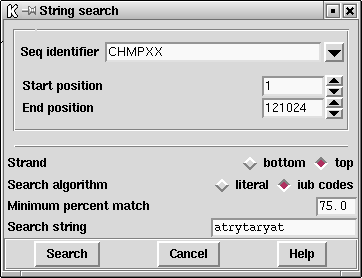 String search
Seq identifier CHMPXX
Start position 1
End position 121024
Strand bottom top
Search algorithm literal iub codes
Minimum percent match 75.0
Search string atrytaryat
Search Cancel Help